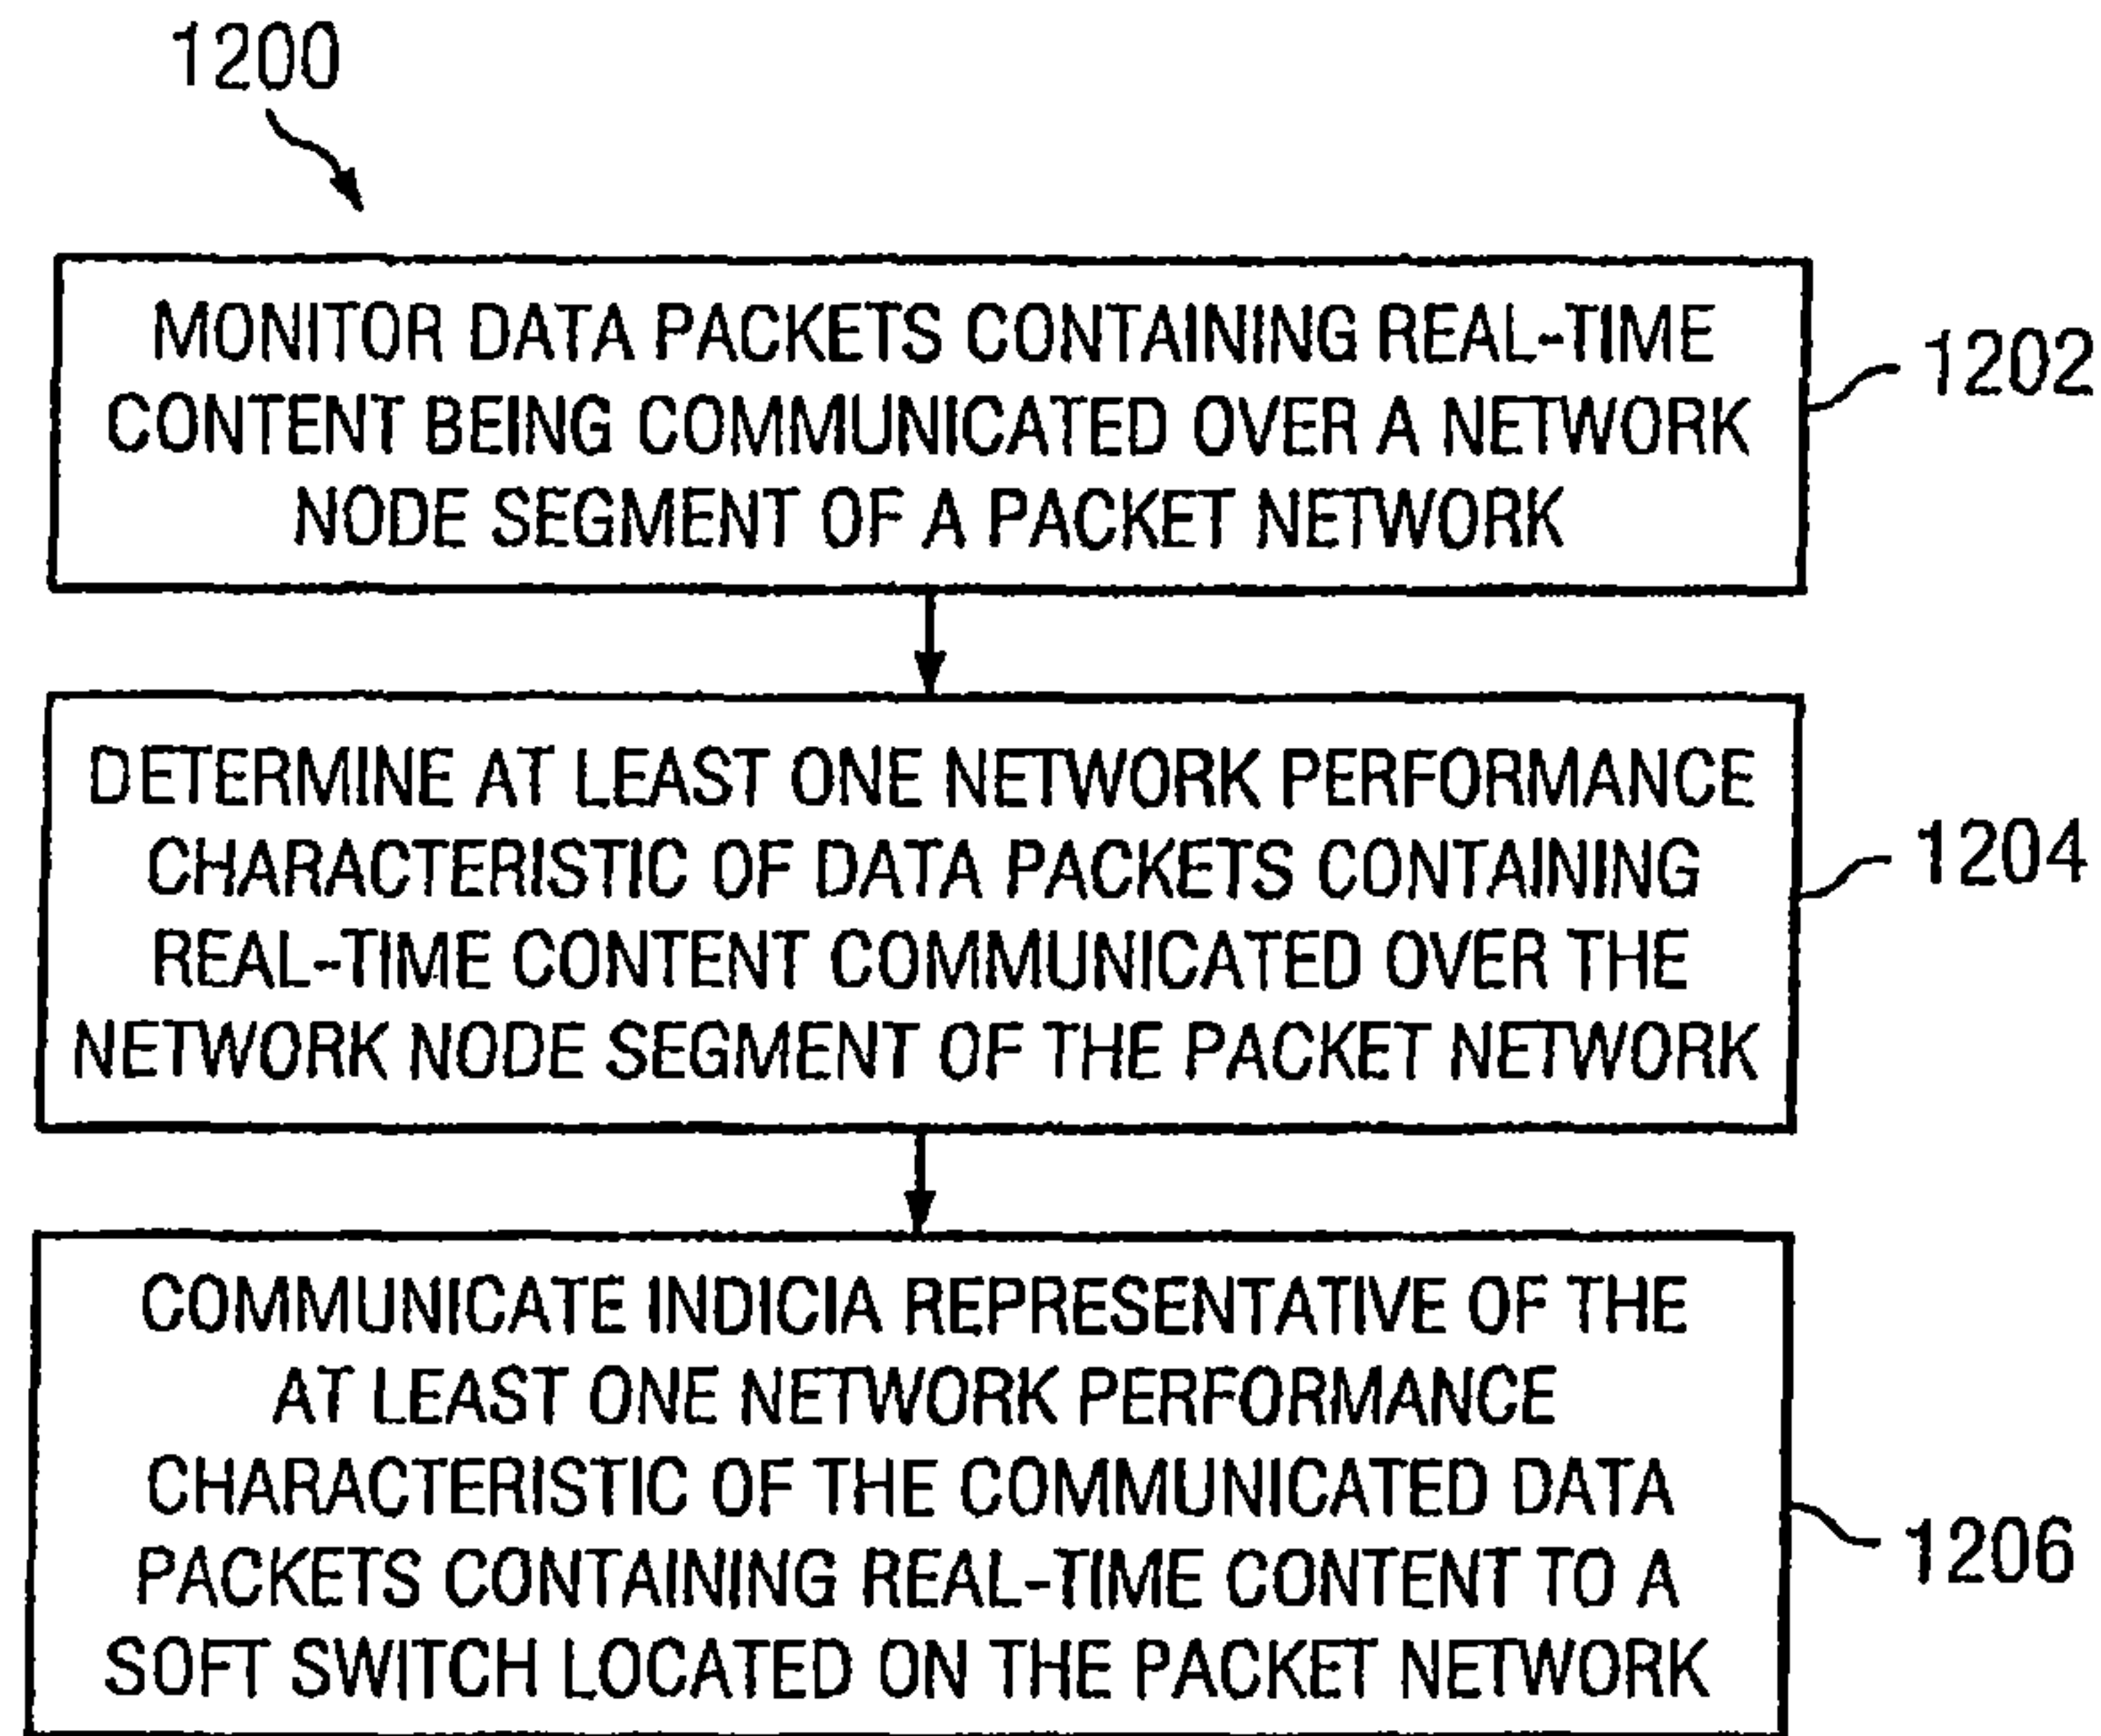 1200
MONITOR DATA PACKETS CONTAINING REAL-TIME
CONTENT BEING COMMUNICATED OVER A NETWORK
NODE SEGMENT OF A PACKET NETWORK
1202
DETERMINE AT LEAST ONE NETWORK PERFORMANCE
CHARACTERISTIC OF DATA PACKETS CONTAINING
REAL-TIME CONTENT COMMUNICATED OVER THE
NETWORK NODE SEGMENT OF THE PACKET NETWORK
1204
COMMUNICATE INDICIA REPRESENTATIVE OF THE
AT LEAST ONE NETWORK PERFORMANCE
CHARACTERISTIC OF THE COMMUNICATED DATA
PACKETS CONTAINING REAL-TIME CONTENT TO A
SOFT SWITCH LOCATED ON THE PACKET NETWORK
1206